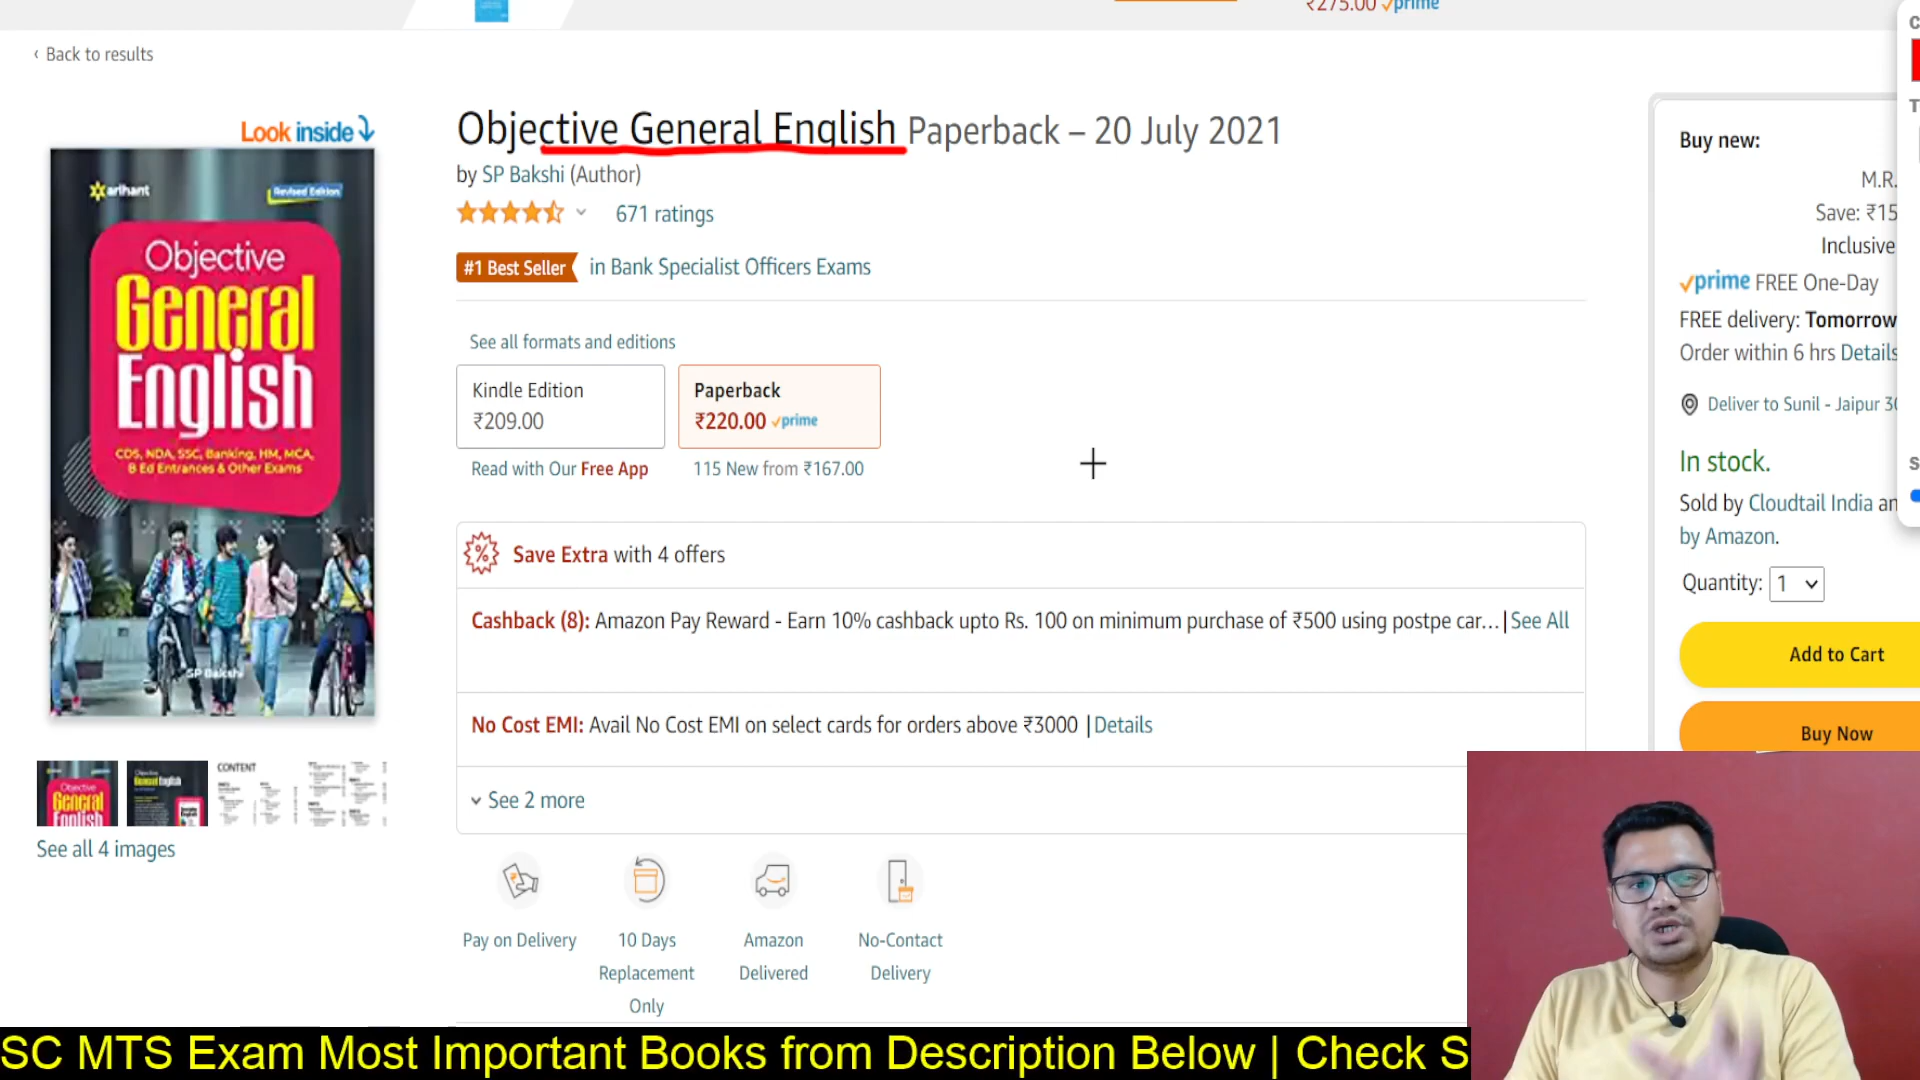 ₹275.00 prime
‹ Back to results
Look inside
arihant
Revised Edition
Objective
General
English
CDS, NDA, SSC, Banking, HM, MCA,
B Ed Entrances & Other Exams
SP Bakshi
Objective
General
English
CONTENT
See all 4 images
Objective General English Paperback – 20 July 2021
by SP Bakshi (Author)
671 ratings
#1 Best Seller in Bank Specialist Officers Exams
See all formats and editions
Kindle Edition
₹209.00
Read with Our Free App
Paperback
₹220.00 prime
115 New from ₹167.00
Save Extra with 4 offers
Cashback (8): Amazon Pay Reward - Earn 10% cashback upto Rs. 100 on minimum purchase of ₹500 using postpe car... | See All
No Cost EMI: Avail No Cost EMI on select cards for orders above ₹3000 | Details
See 2 more
Pay on Delivery
10 Days
Replacement
Only
Amazon
Delivered
No-Contact
Delivery
Buy new:
M.R.
Save: ₹15
Inclusive
prime FREE One-Day
FREE delivery: Tomorrow
Order within 6 hrs Details
Deliver to Sunil - Jaipur 30
In stock.
Sold by Cloudtail India an
by Amazon.
Quantity: 1
Add to Cart
Buy Now
SC MTS Exam Most Important Books from Description Below | Check S